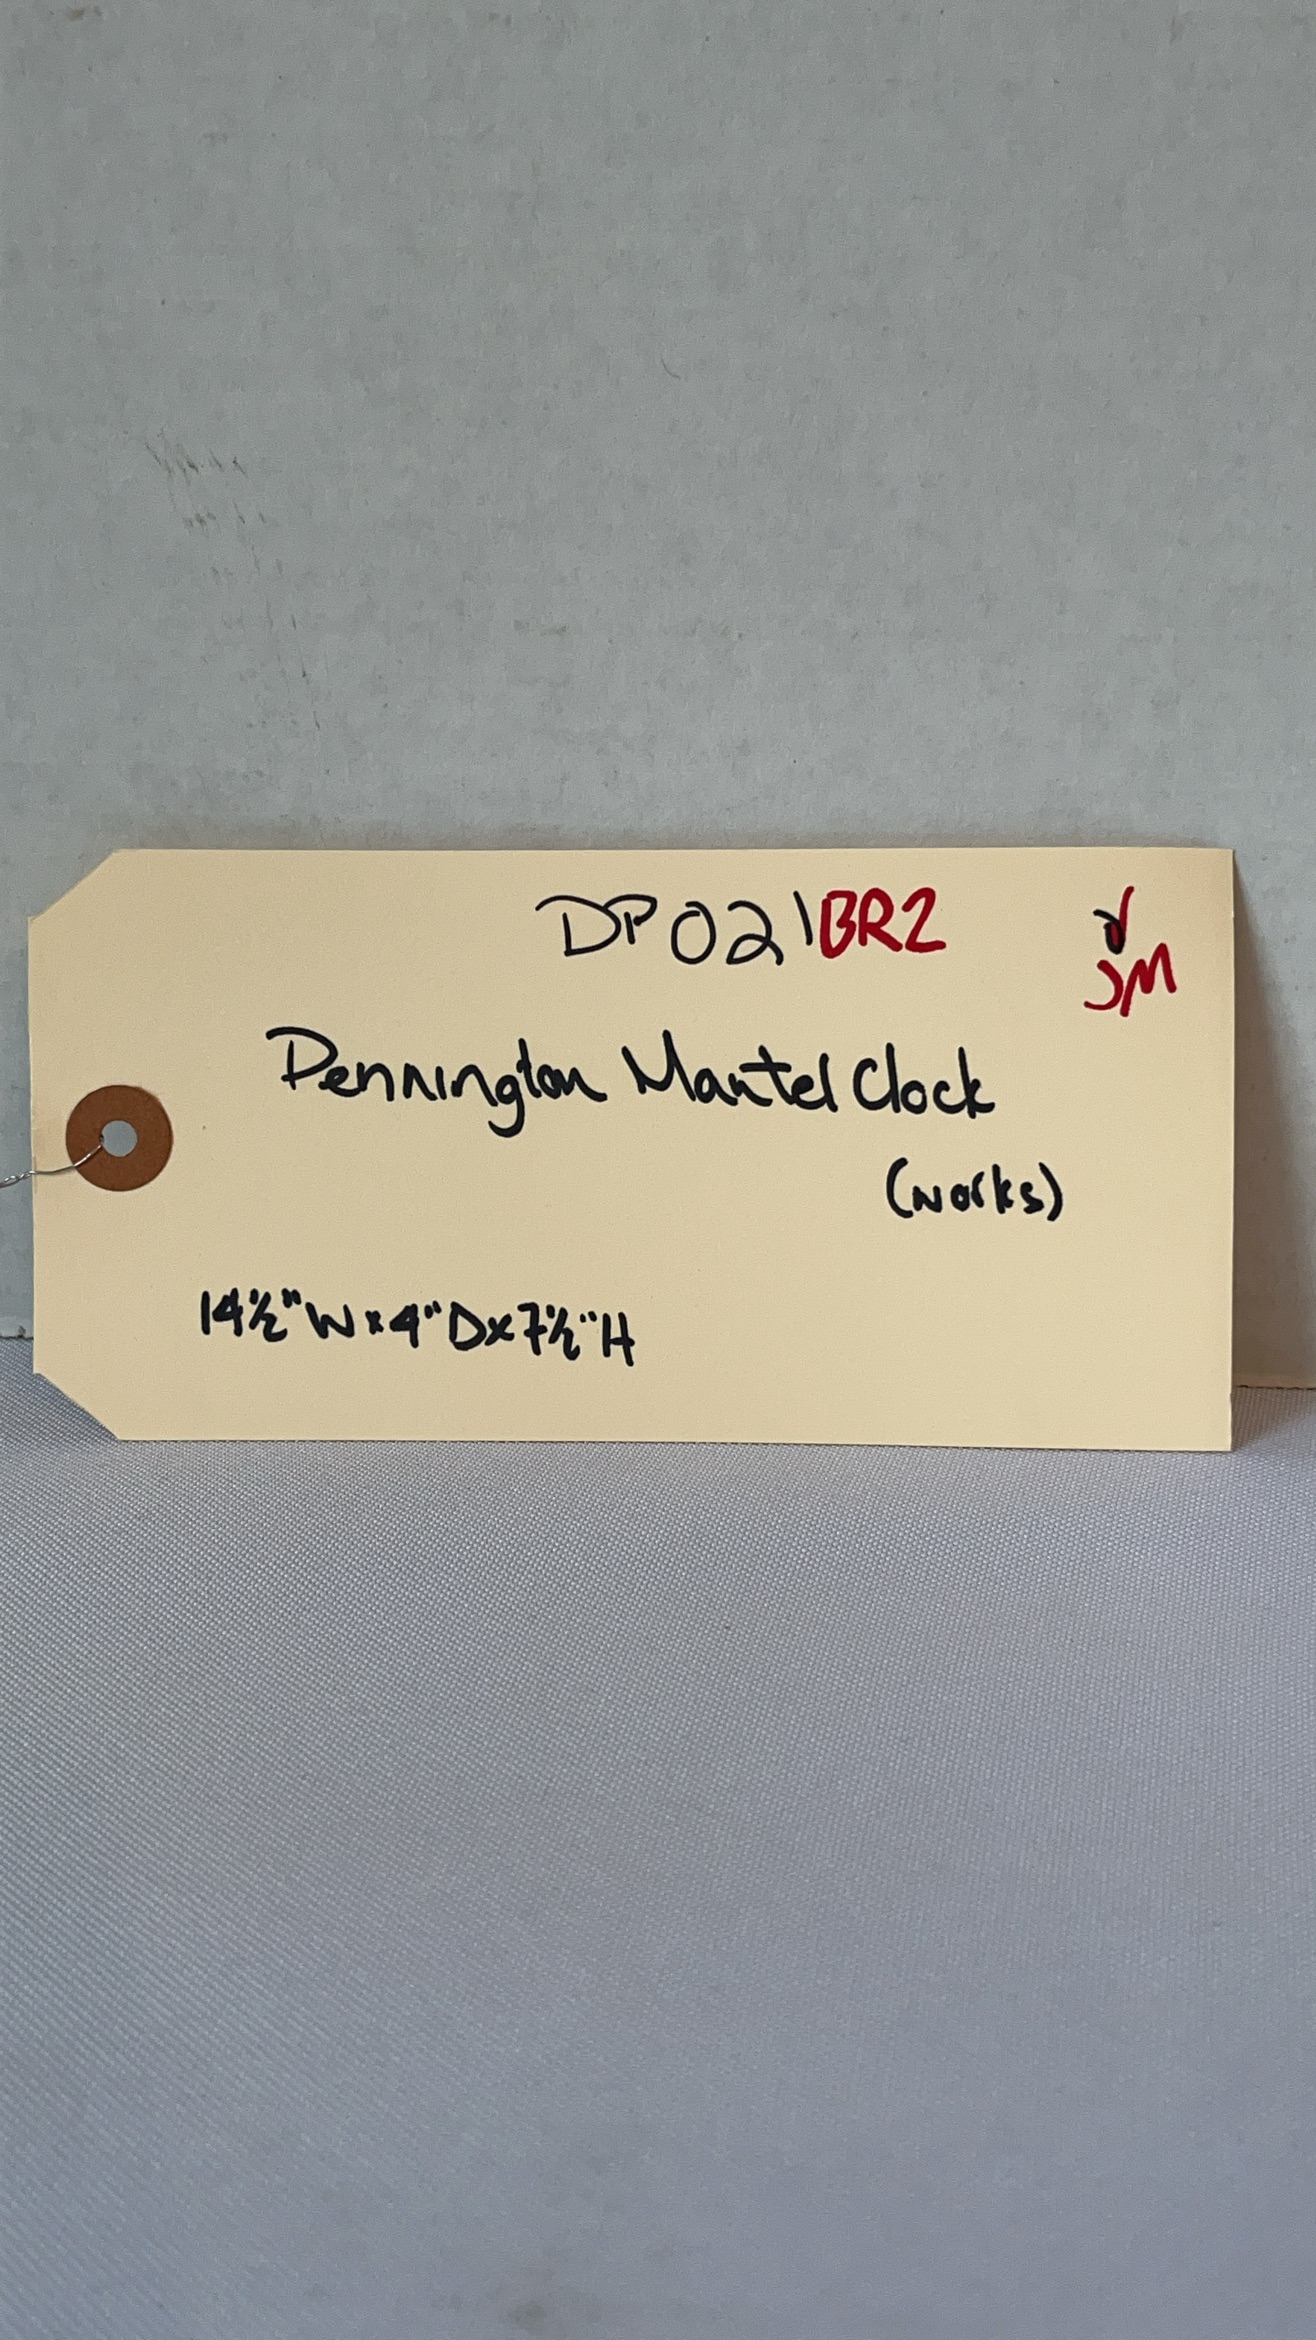 DP021BR2
JM
Pennington Mantel Clock
(works)
14½" W x 4" D x 7½" H